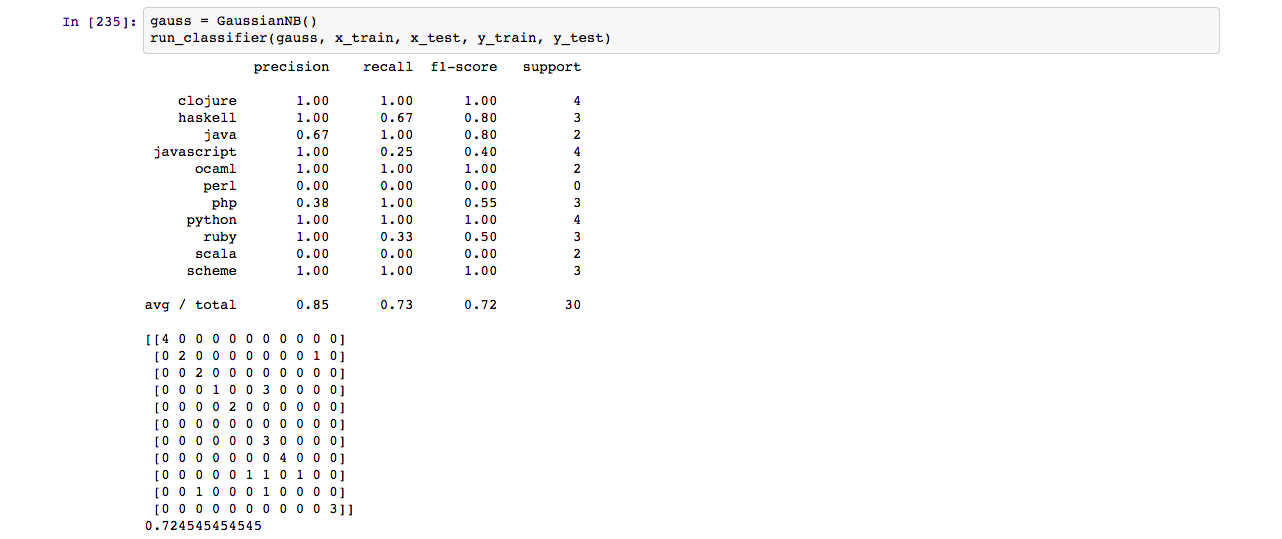 In [235]: gauss = GaussianNB()
run_classifier(gauss, x_train, x_test, y_train, y_test)
precision recall f1-score support
clojure 1.00 1.00 1.00 4
haskell 1.00 0.67 0.80 3
java 0.67 1.00 0.80 2
javascript 1.00 0.25 0.40 4
ocaml 1.00 1.00 1.00 2
perl 0.00 0.00 0.00 0
php 0.38 1.00 0.55 3
python 1.00 1.00 1.00 4
ruby 1.00 0.33 0.50 3
scala 0.00 0.00 0.00 2
scheme 1.00 1.00 1.00 3
avg / total 0.85 0.73 0.72 30
[[4 0 0 0 0 0 0 0 0 0 0]
[0 2 0 0 0 0 0 0 0 1 0]
[0 0 2 0 0 0 0 0 0 0 0]
[0 0 0 1 0 0 3 0 0 0 0]
[0 0 0 0 2 0 0 0 0 0 0]
[0 0 0 0 0 0 0 0 0 0 0]
[0 0 0 0 0 0 3 0 0 0 0]
[0 0 0 0 0 0 0 4 0 0 0]
[0 0 0 0 0 1 1 0 1 0 0]
[0 0 1 0 0 0 1 0 0 0 0]
[0 0 0 0 0 0 0 0 0 0 3]]
0.724545454545